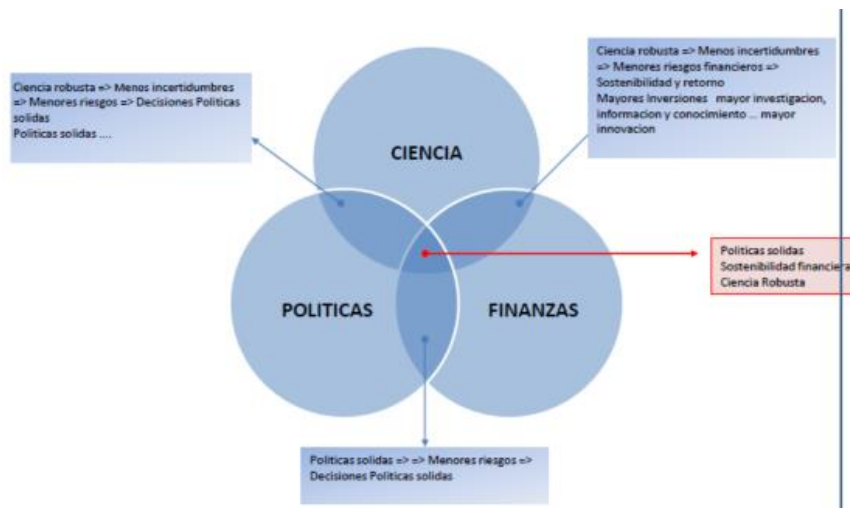 Ciencia robusta => Menos incertidumbres
=> Menores riesgos => Decisiones Politicas
solidas
Politicas solidas ....
Ciencia robusta => Menos incertidumbres
=> Menores riesgos financieros =>
Sostenibilidad y retorno
Mayores Inversiones mayor investigacion,
informacion y conocimiento ... mayor
innovacion
CIENCIA
Politicas solidas
Sostenibilidad financiera
Ciencia Robusta
POLITICAS
FINANZAS
Politicas solidas => => Menores riesgos =>
Decisiones Politicas solidas